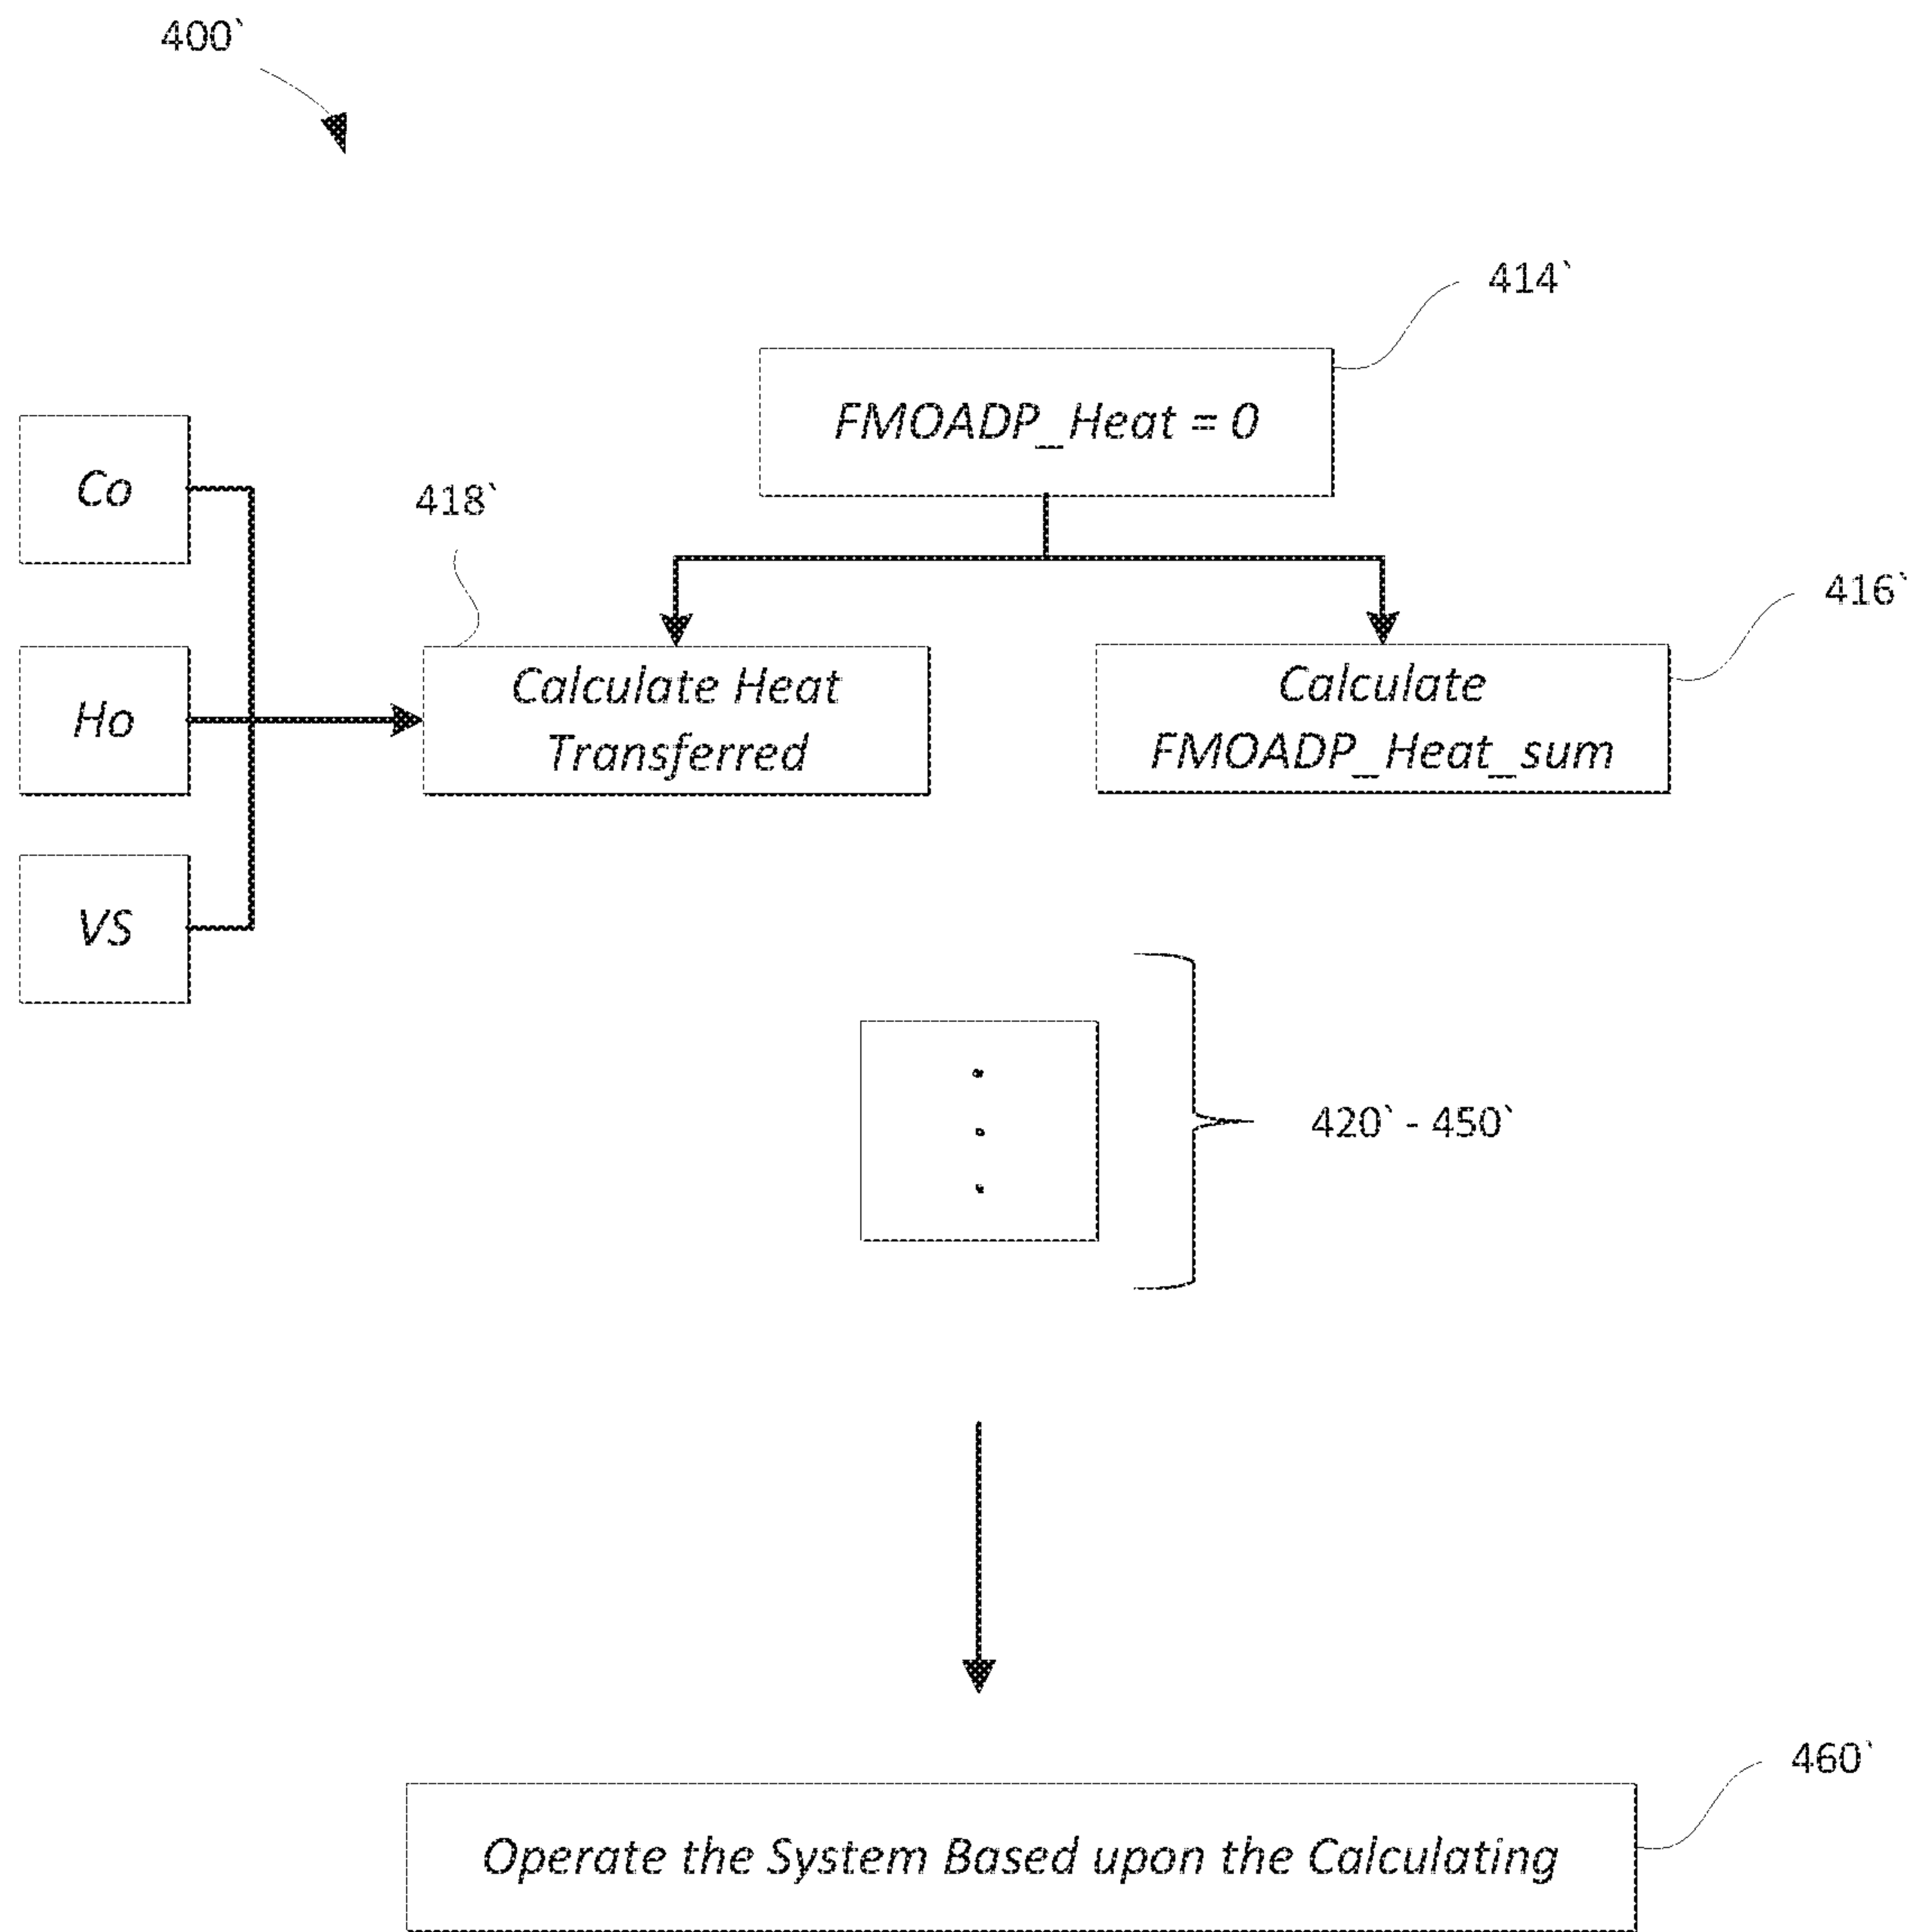 400`
414`
FMOADP_Heat = 0
Co
418`
416`
Ho
Calculate Heat
Transferred
Calculate
FMOADP_Heat_sum
VS
420` - 450`
460`
Operate the System Based upon the Calculating